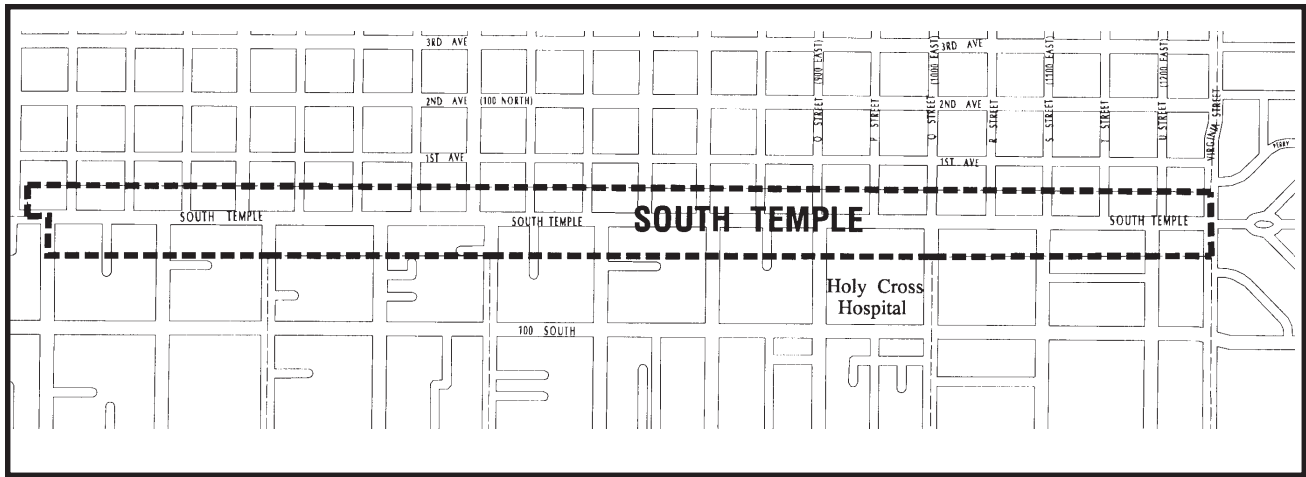 3RD AVE
3RD AVE
(900 EAST)
(1000 EAST)
(1100 EAST)
(1200 EAST)
2ND AVE (100 NORTH)
2ND AVE
O STREET
P STREET
Q STREET
R STREET
S STREET
T STREET
U STREET
VIRGINIA STREET
1ST AVE
1ST AVE
SOUTH TEMPLE
SOUTH TEMPLE
SOUTH TEMPLE
SOUTH TEMPLE
Holy Cross
Hospital
100 SOUTH